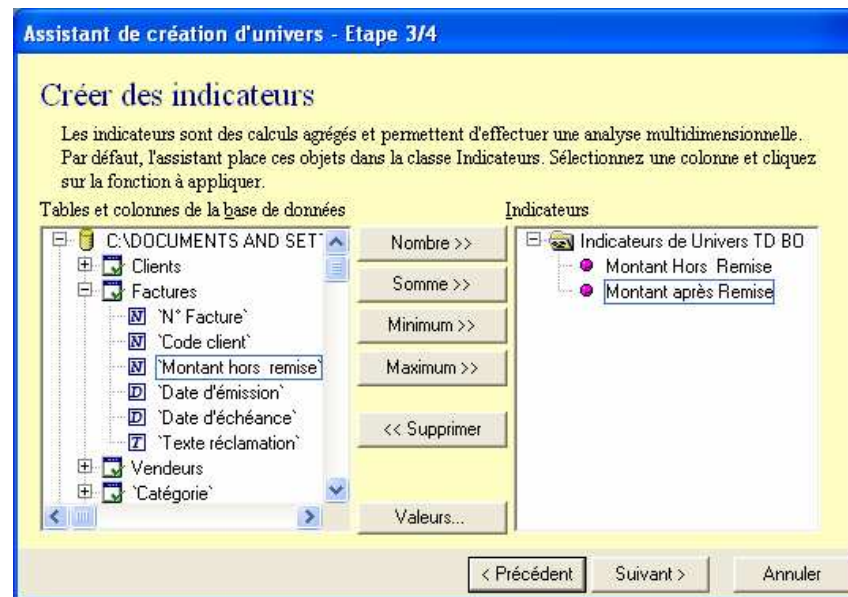 Assistant de création d'univers - Etape 3/4
Créer des indicateurs
Les indicateurs sont des calculs agrégés et permettent d'effectuer une analyse multidimensionnelle.
Par défaut, l'assistant place ces objets dans la classe Indicateurs. Sélectionnez une colonne et cliquez
sur la fonction à appliquer.
Tables et colonnes de la base de données
C:\DOCUMENTS AND SET
Clients
Factures
N `N° Facture`
N `Code client`
N `Montant hors remise`
D `Date d'émission`
D `Date d'échéance`
T `Texte réclamation`
Vendeurs
`Catégorie`
Nombre >>
Somme >>
Minimum >>
Maximum >>
<< Supprimer
Valeurs...
Indicateurs
Indicateurs de Univers TD BO
Montant Hors Remise
Montant après Remise
< Précédent
Suivant >
Annuler